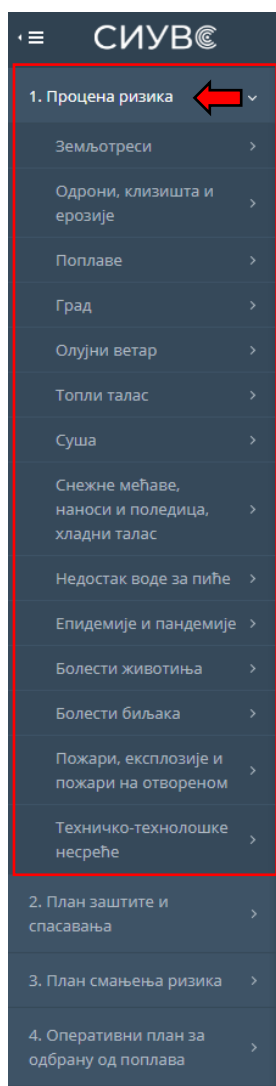 СИУВС
1. Процена ризика
Земљотреси
Одрони, клизишта и
ерозије
Поплаве
Град
Олујни ветар
Топли талас
Суша
Снежне мећаве,
наноси и поледица,
хладни талас
Недостак воде за пиће
Епидемије и пандемије
Болести животиња
Болести биљака
Пожари, експлозије и
пожари на отвореном
Техничко-технолошке
несреће
2. План заштите и
спасавања
3. План смањења ризика
4. Оперативни план за
одбрану од поплава